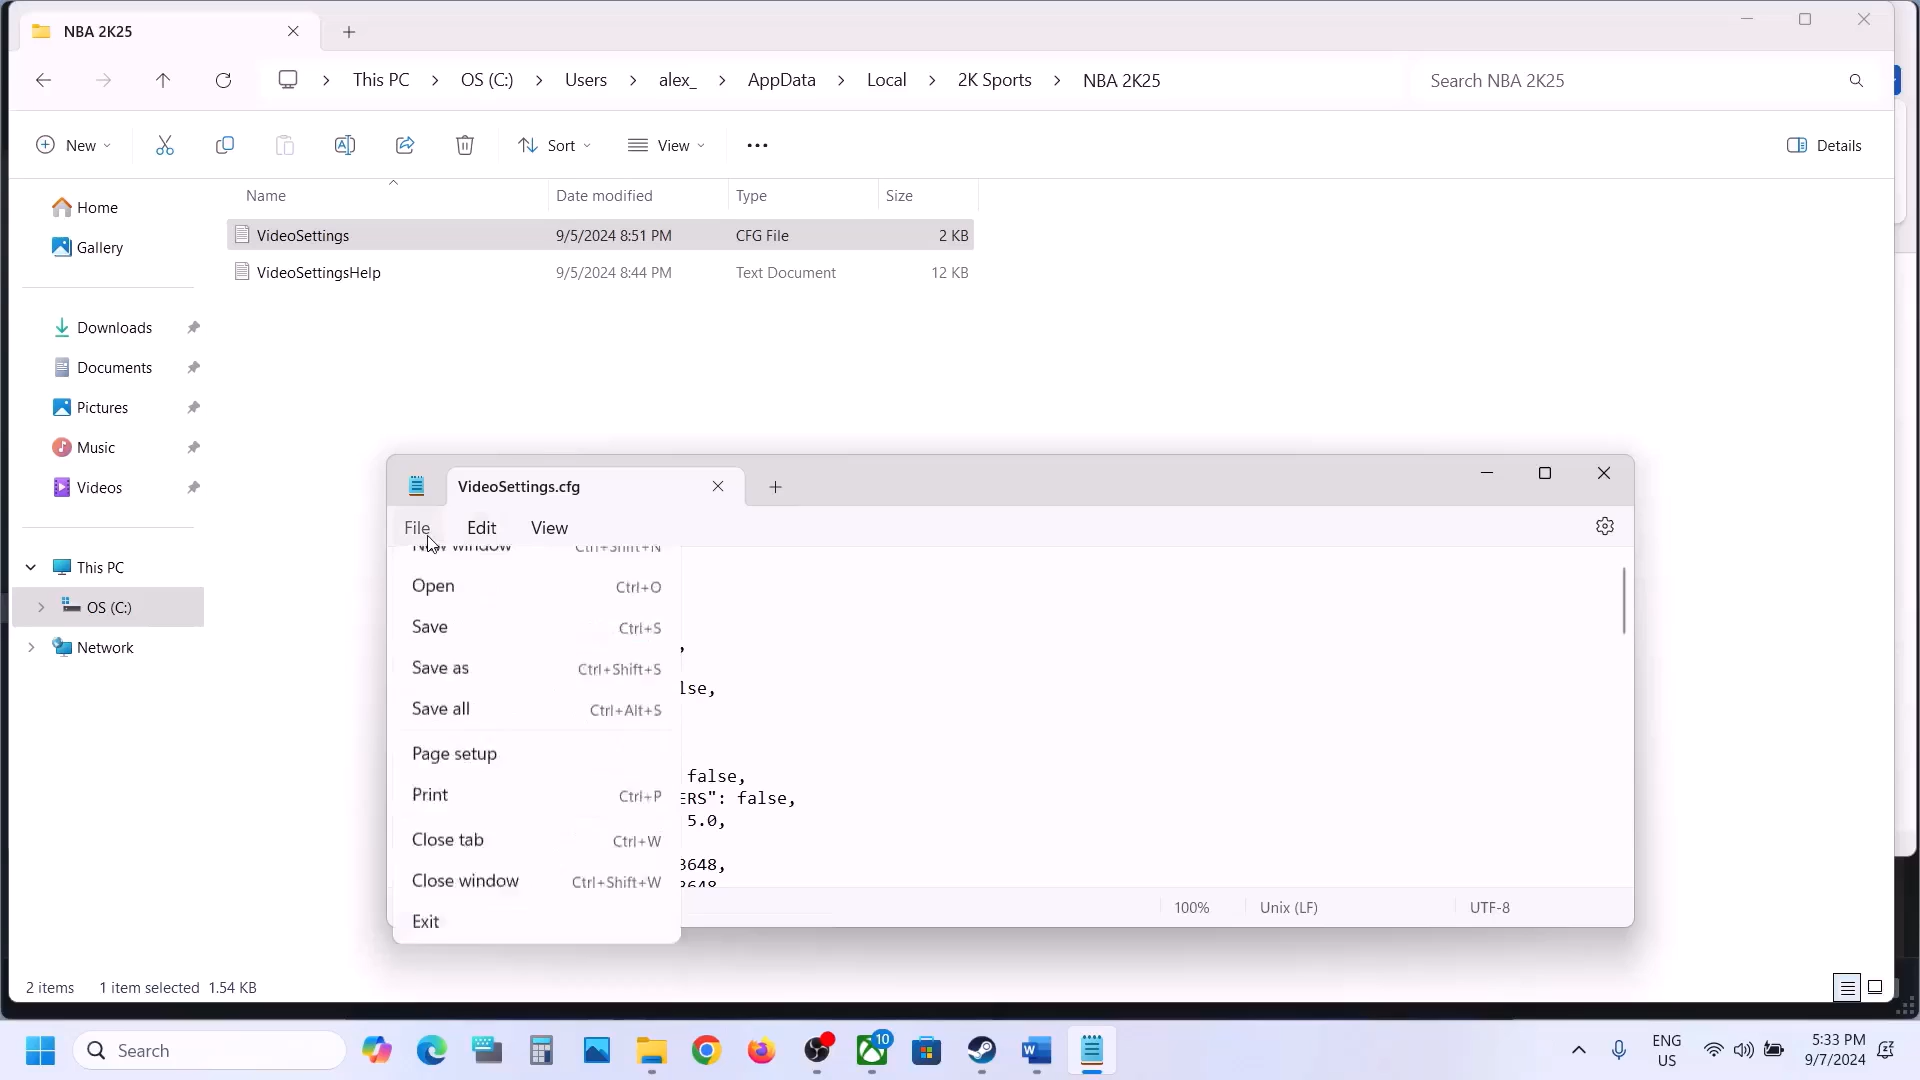 NBA 2K25
This PC > OS (C:) > Users > alex_ > AppData > Local > 2K Sports > NBA 2K25
Search NBA 2K25
New
Sort
View
Details
Name Date modified Type Size
VideoSettings 9/5/2024 8:51 PM CFG File 2 KB
VideoSettingsHelp 9/5/2024 8:44 PM Text Document 12 KB
Home
Gallery
Downloads
Documents
Pictures
Music
Videos
This PC
OS (C:)
Network
VideoSettings.cfg
File Edit View
New window Ctrl+Shift+N
Open Ctrl+O
Save Ctrl+S
Save as Ctrl+Shift+S
Save all Ctrl+Alt+S
Page setup
Print Ctrl+P
Close tab Ctrl+W
Close window Ctrl+Shift+W
Exit
,
lse,
false,
ERS": false,
5.0,
3648,
100% Unix (LF) UTF-8
2 items 1 item selected 1.54 KB
Search
10
ENG
US
5:33 PM
9/7/2024